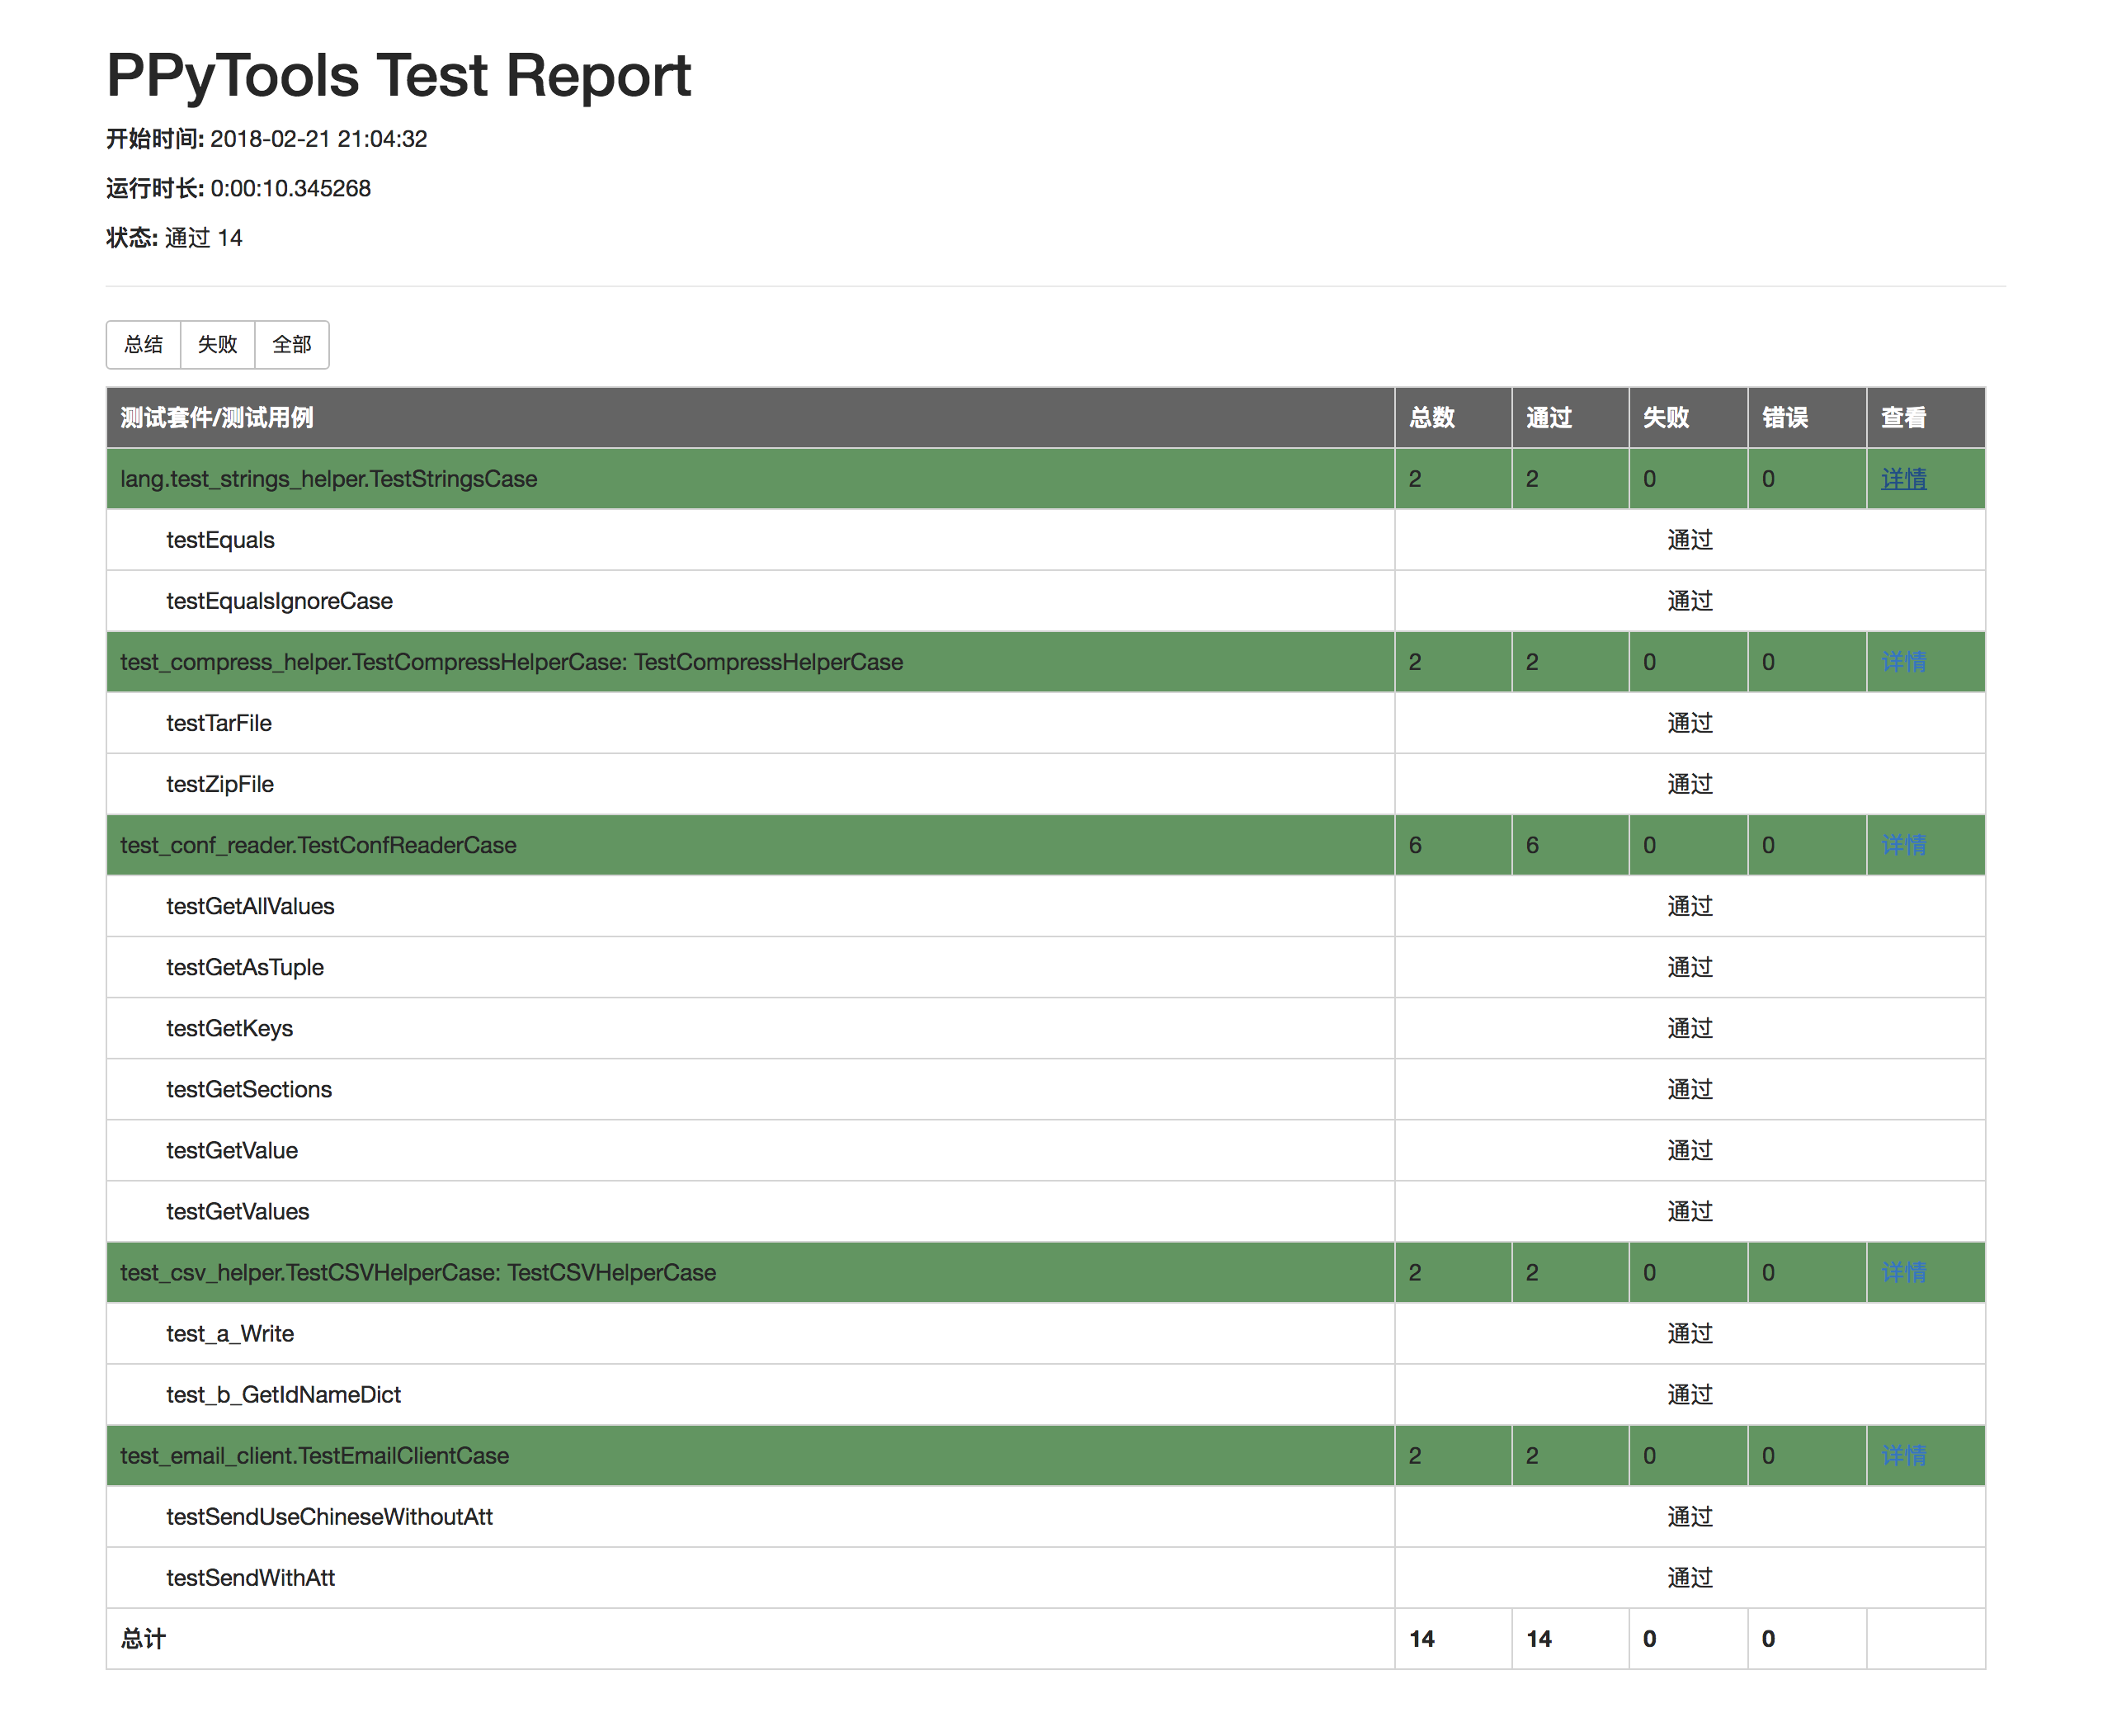 PPyTools Test Report
开始时间: 2018-02-21 21:04:32
运行时长: 0:00:10.345268
状态: 通过 14
总结 失败 全部
测试套件/测试用例 总数 通过 失败 错误 查看
lang.test_strings_helper.TestStringsCase 2 2 0 0 详情
testEquals 通过
testEqualsIgnoreCase 通过
test_compress_helper.TestCompressHelperCase: TestCompressHelperCase 2 2 0 0 详情
testTarFile 通过
testZipFile 通过
test_conf_reader.TestConfReaderCase 6 6 0 0 详情
testGetAllValues 通过
testGetAsTuple 通过
testGetKeys 通过
testGetSections 通过
testGetValue 通过
testGetValues 通过
test_csv_helper.TestCSVHelperCase: TestCSVHelperCase 2 2 0 0 详情
test_a_Write 通过
test_b_GetIdNameDict 通过
test_email_client.TestEmailClientCase 2 2 0 0 详情
testSendUseChineseWithoutAtt 通过
testSendWithAtt 通过
总计 14 14 0 0